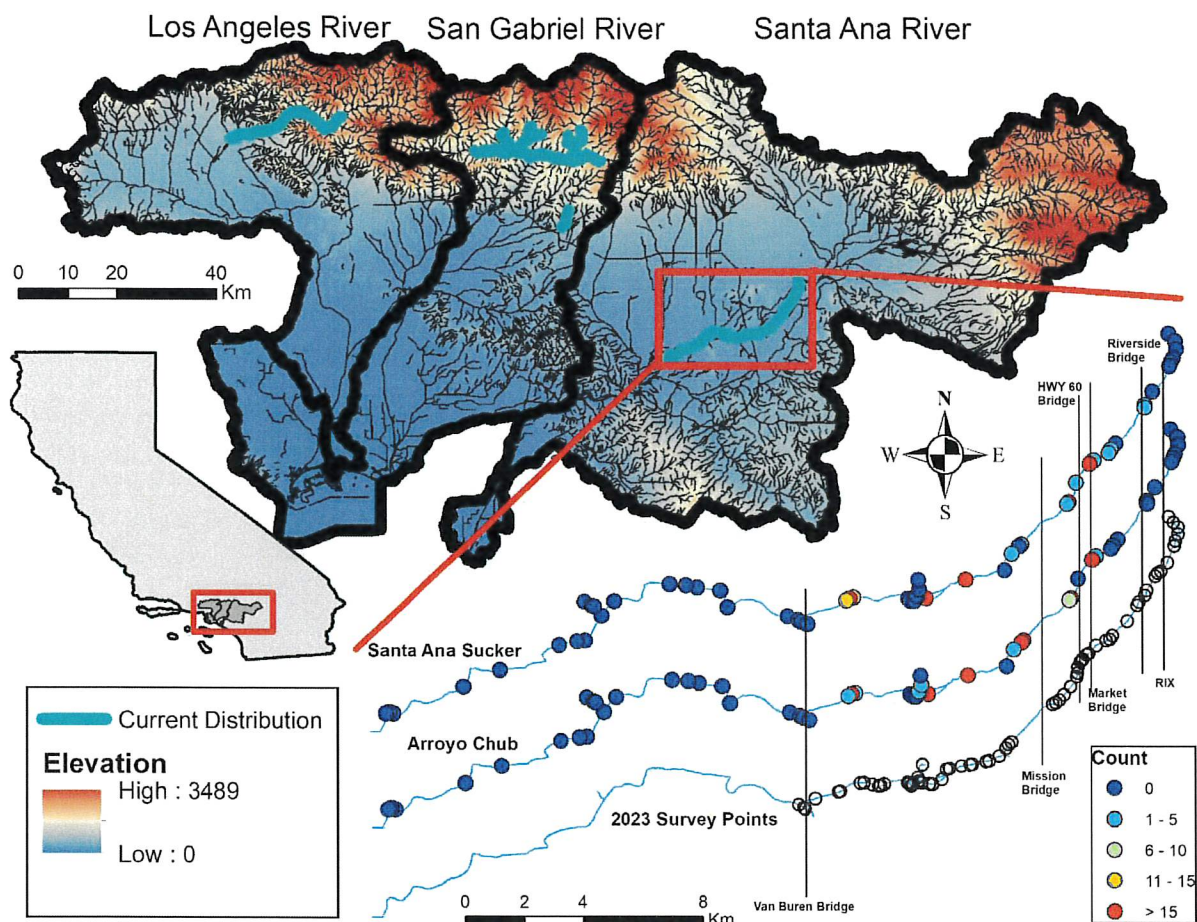 Los Angeles River
San Gabriel River
Santa Ana River
0 10 20 40
Km
Riverside
Bridge
HWY 60
Bridge
N
W E
S
Santa Ana Sucker
Arroyo Chub
2023 Survey Points
Market
Bridge
RIX
Mission
Bridge
Van Buren Bridge
Current Distribution
Elevation
High : 3489
Low : 0
Count
0
1 - 5
6 - 10
11 - 15
> 15
0 2 4 8
Km